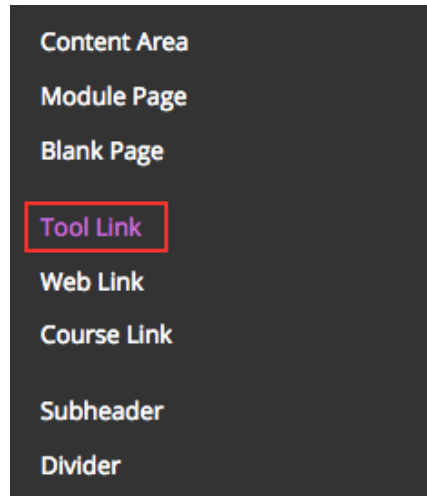 Content Area
Module Page
Blank Page
Tool Link
Web Link
Course Link
Subheader
Divider